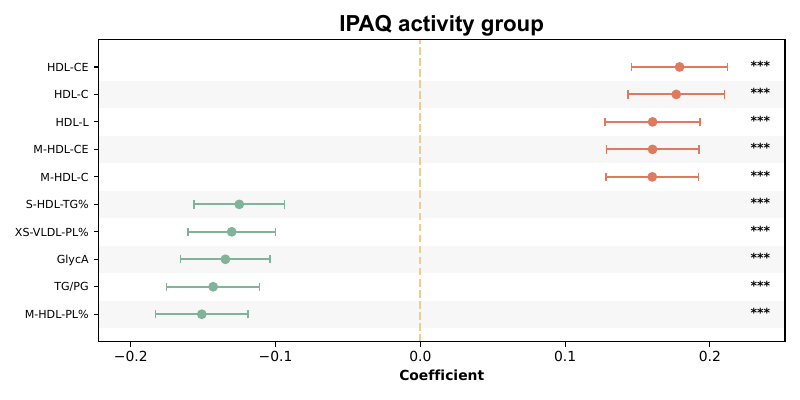 IPAQ activity group
HDL-CE ***
HDL-C ***
HDL-L ***
M-HDL-CE ***
M-HDL-C ***
S-HDL-TG% ***
XS-VLDL-PL% ***
GlycA ***
TG/PG ***
M-HDL-PL% ***
−0.2 −0.1 0.0 0.1 0.2
Coefficient